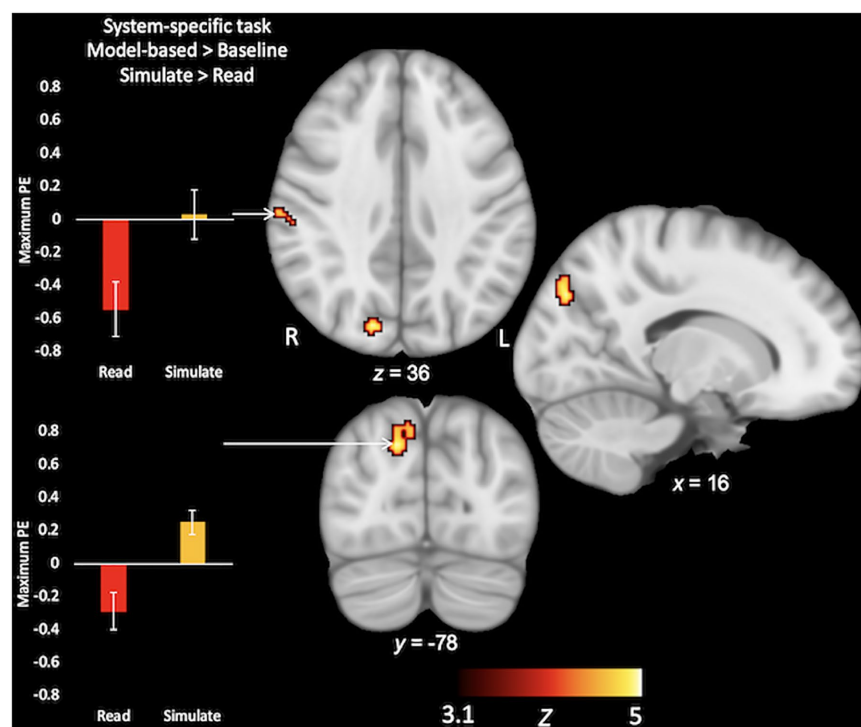 System-specific task
Model-based > Baseline
Simulate > Read
Maximum PE
0.8
0.6
0.4
0.2
0
-0.2
-0.4
-0.6
-0.8
Read Simulate
R
L
z = 36
x = 16
Maximum PE
0.8
0.6
0.4
0.2
0
-0.2
-0.4
-0.6
-0.8
Read Simulate
y = -78
3.1 Z 5